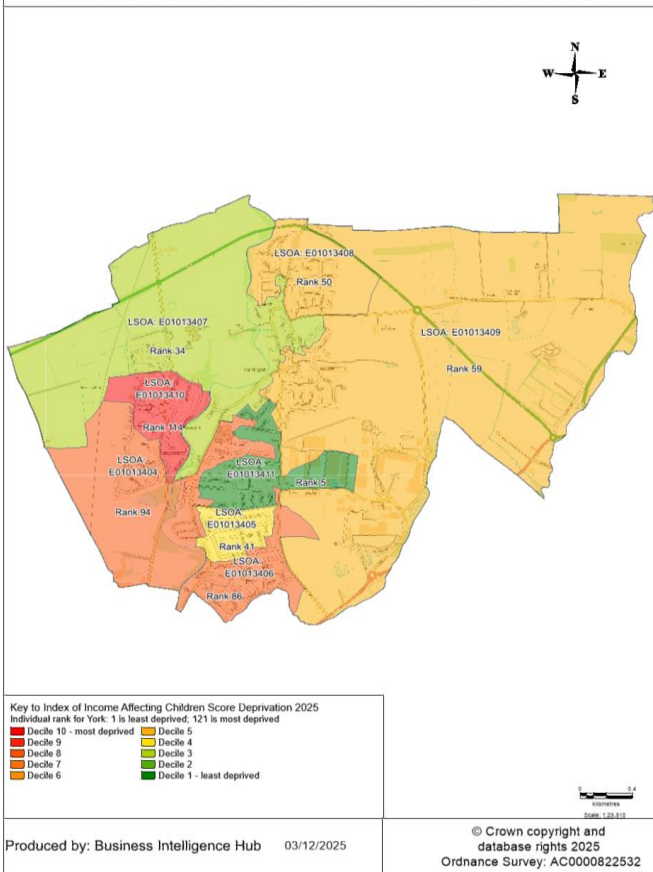 N
W E
S
LSOA: E01013408
Rank 50
LSOA: E01013407
Rank 34
LSOA: E01013409
Rank 59
LSOA:
E01013410
Rank 114
LSOA:
E01013404
Rank 94
LSOA:
E01013411
Rank 5
LSOA:
E01013405
Rank 41
LSOA:
E01013406
Rank 86
Key to Index of Income Affecting Children Score Deprivation 2025
Individual rank for York: 1 is least deprived; 121 is most deprived
Decile 10 - most deprived
Decile 9
Decile 8
Decile 7
Decile 6
Decile 5
Decile 4
Decile 3
Decile 2
Decile 1 - least deprived
0 0.4
kilometres
Produced by: Business Intelligence Hub 03/12/2025
© Crown copyright and
database rights 2025
Ordnance Survey: AC0000822532